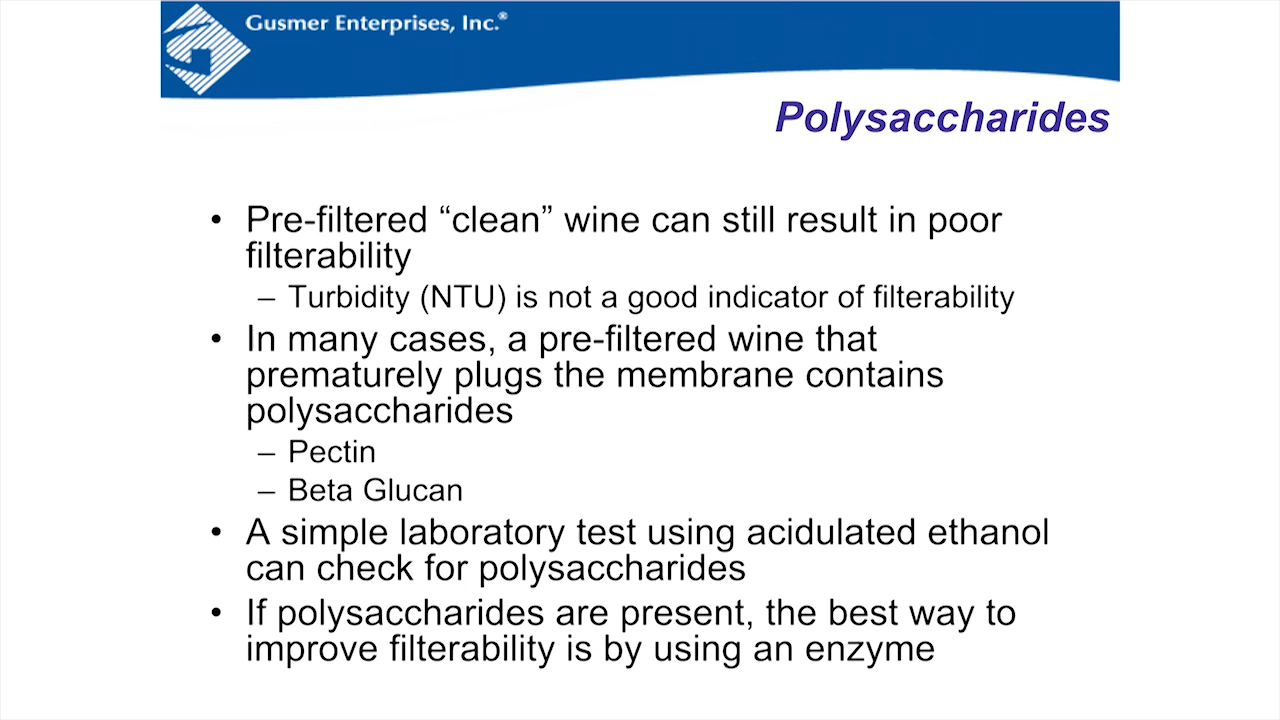 Gusmer Enterprises, Inc.®
Polysaccharides
• Pre-filtered “clean” wine can still result in poor
filterability
– Turbidity (NTU) is not a good indicator of filterability
• In many cases, a pre-filtered wine that
prematurely plugs the membrane contains
polysaccharides
– Pectin
– Beta Glucan
• A simple laboratory test using acidulated ethanol
can check for polysaccharides
• If polysaccharides are present, the best way to
improve filterability is by using an enzyme